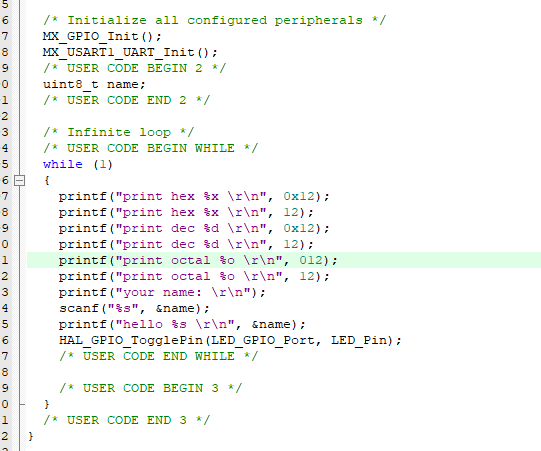 5
6 /* Initialize all configured peripherals */
7 MX_GPIO_Init();
8 MX_USART1_UART_Init();
9 /* USER CODE BEGIN 2 */
0 uint8_t name;
1 /* USER CODE END 2 */
2
3 /* Infinite loop */
4 /* USER CODE BEGIN WHILE */
5 while (1)
6 {
7 printf("print hex %x \r\n", 0x12);
8 printf("print hex %x \r\n", 12);
9 printf("print dec %d \r\n", 0x12);
0 printf("print dec %d \r\n", 12);
1 printf("print octal %o \r\n", 012);
2 printf("print octal %o \r\n", 12);
3 printf("your name: \r\n");
4 scanf("%s", &name);
5 printf("hello %s \r\n", &name);
6 HAL_GPIO_TogglePin(LED_GPIO_Port, LED_Pin);
7 /* USER CODE END WHILE */
8
9 /* USER CODE BEGIN 3 */
0 }
1 /* USER CODE END 3 */
2 }